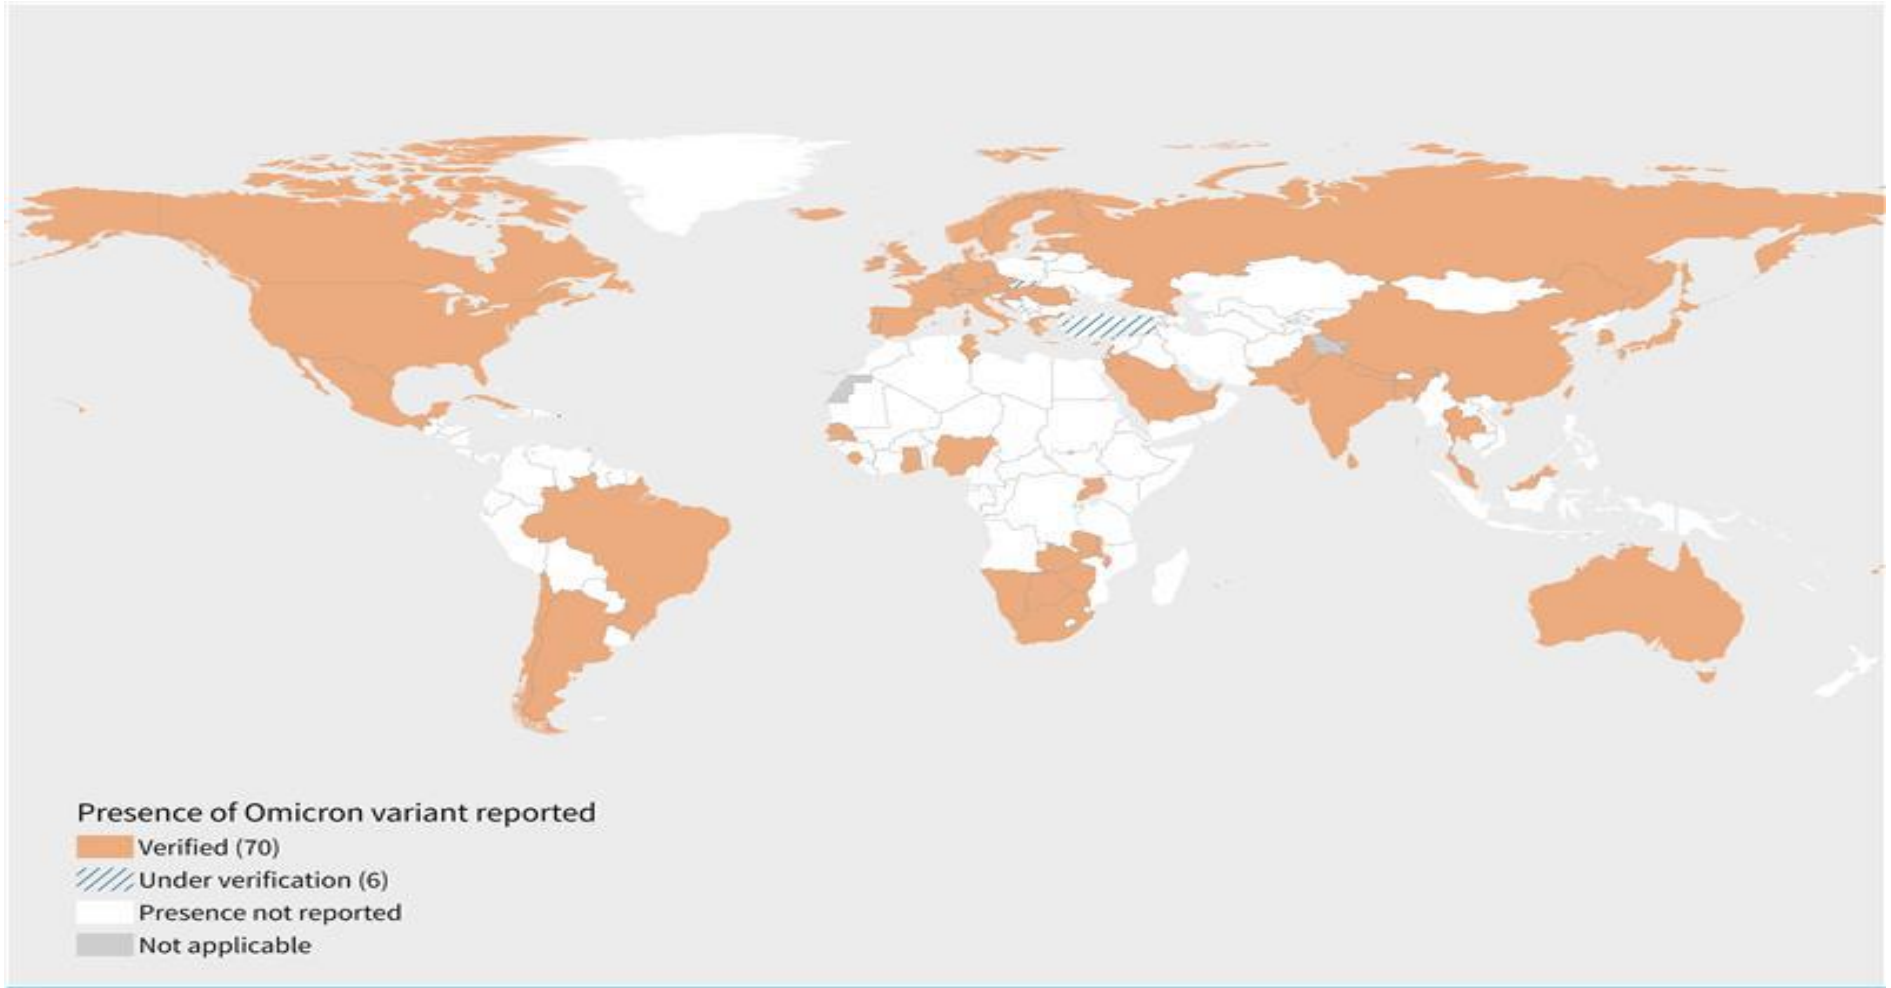 Presence of Omicron variant reported
Verified (70)
Under verification (6)
Presence not reported
Not applicable